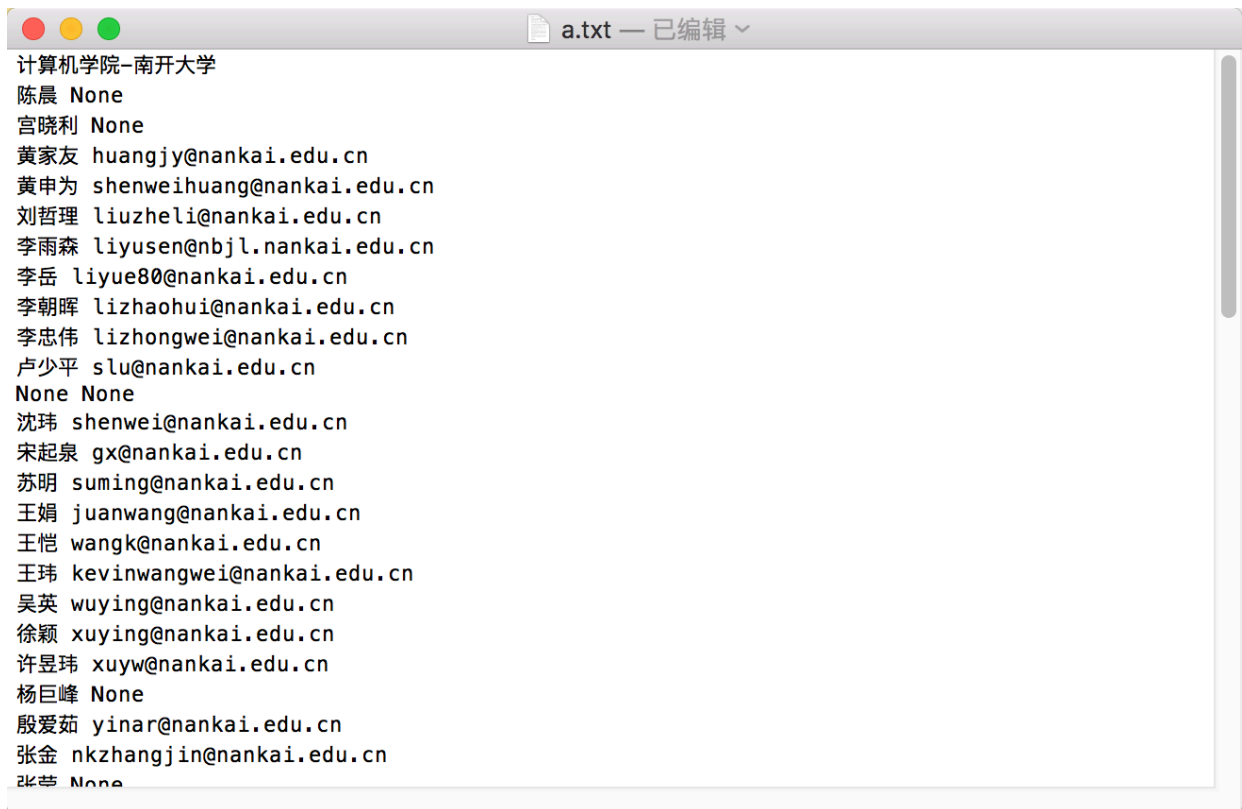 a.txt — 已编辑
计算机学院-南开大学
陈晨 None
宫晓利 None
黄家友 huangjy@nankai.edu.cn
黄申为 shenweihuang@nankai.edu.cn
刘哲理 liuzheli@nankai.edu.cn
李雨森 liyusen@nbjl.nankai.edu.cn
李岳 liyue80@nankai.edu.cn
李朝晖 lizhaohui@nankai.edu.cn
李忠伟 lizhongwei@nankai.edu.cn
卢少平 slu@nankai.edu.cn
None None
沈玮 shenwei@nankai.edu.cn
宋起泉 gx@nankai.edu.cn
苏明 suming@nankai.edu.cn
王娟 juanwang@nankai.edu.cn
王恺 wangk@nankai.edu.cn
王玮 kevinwangwei@nankai.edu.cn
吴英 wuying@nankai.edu.cn
徐颖 xuying@nankai.edu.cn
许昱玮 xuyw@nankai.edu.cn
杨巨峰 None
殷爱茹 yinar@nankai.edu.cn
张金 nkzhangjin@nankai.edu.cn
张莹 None